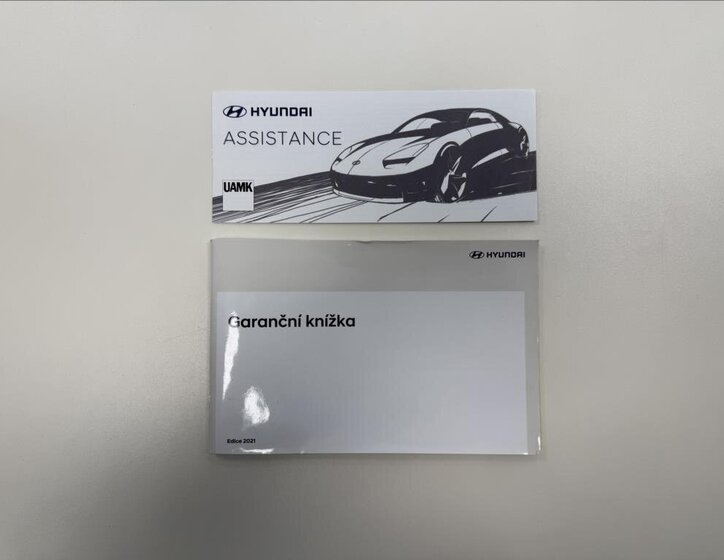 HYUNDAI
ASSISTANCE
UAMK
HYUNDAI
Garanční knížka
Edice 2021